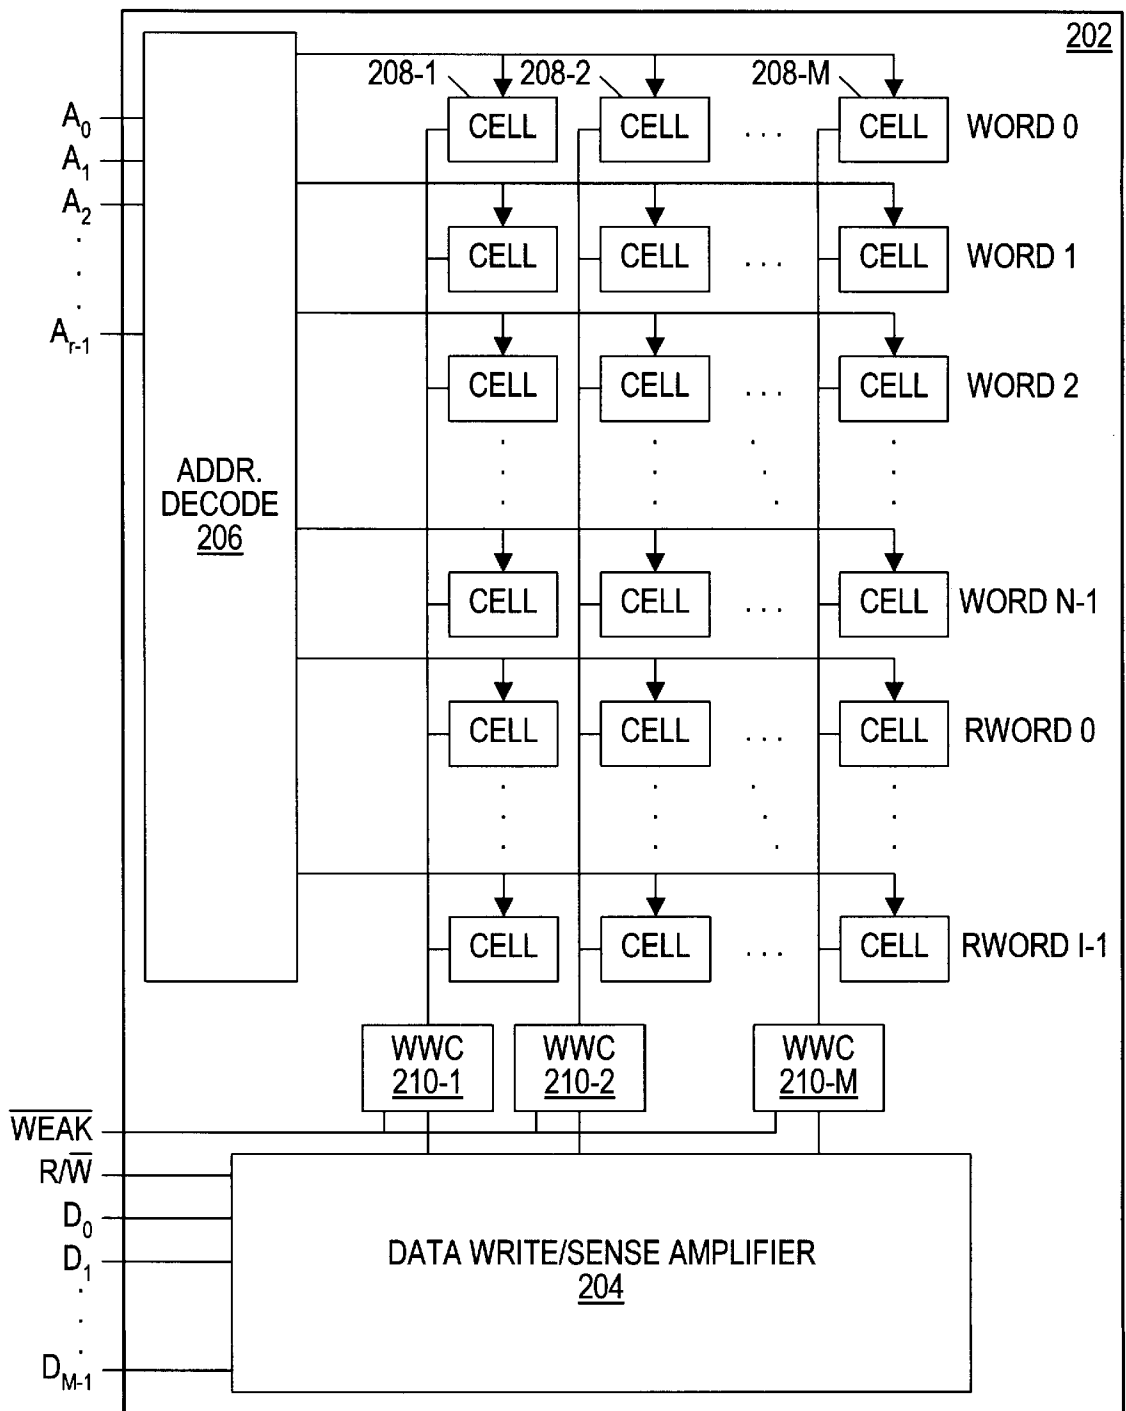 202
208-1 208-2 208-M
A0 CELL CELL . . . CELL WORD 0
A1
A2
CELL CELL . . . CELL WORD 1
Ar-1
CELL CELL . . . CELL WORD 2
ADDR.
DECODE
206
CELL CELL . . . CELL WORD N-1
CELL CELL . . . CELL RWORD 0
CELL CELL . . . CELL RWORD I-1
WWC WWC WWC
210-1 210-2 210-M
W̅E̅A̅K̅
R/W̅
D0
D1
DATA WRITE/SENSE AMPLIFIER
204
DM-1